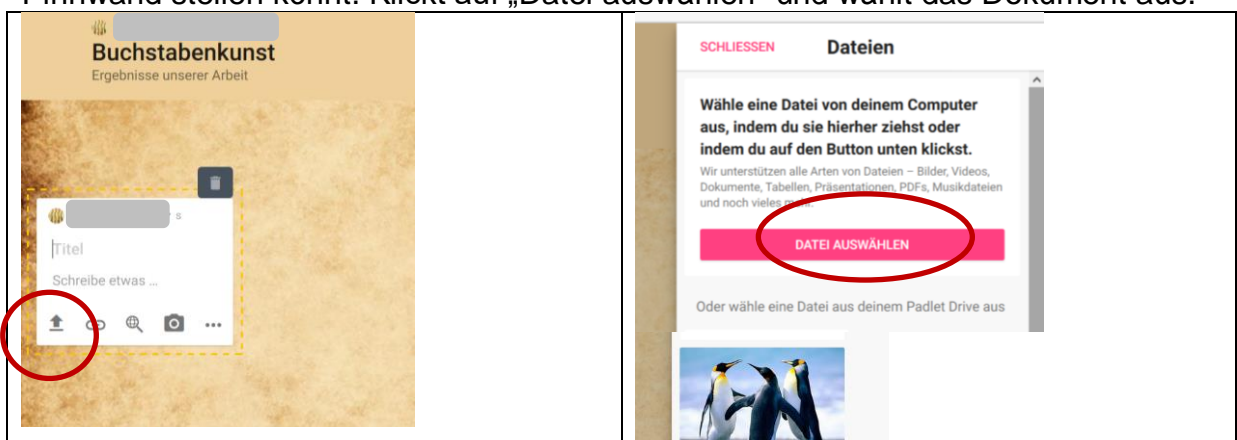 Pinnwand stellen könnt. Klickt auf „Datei auswählen“ und wählt das Dokument aus.
Buchstabenkunst
Ergebnisse unserer Arbeit
s
Titel
Schreibe etwas ...
SCHLIESSEN Dateien
Wähle eine Datei von deinem Computer
aus, indem du sie hierher ziehst oder
indem du auf den Button unten klickst.
Wir unterstützen alle Arten von Dateien – Bilder, Videos,
Dokumente, Tabellen, Präsentationen, PDFs, Musikdateien
und noch vieles mehr.
DATEI AUSWÄHLEN
Oder wähle eine Datei aus deinem Padlet Drive aus